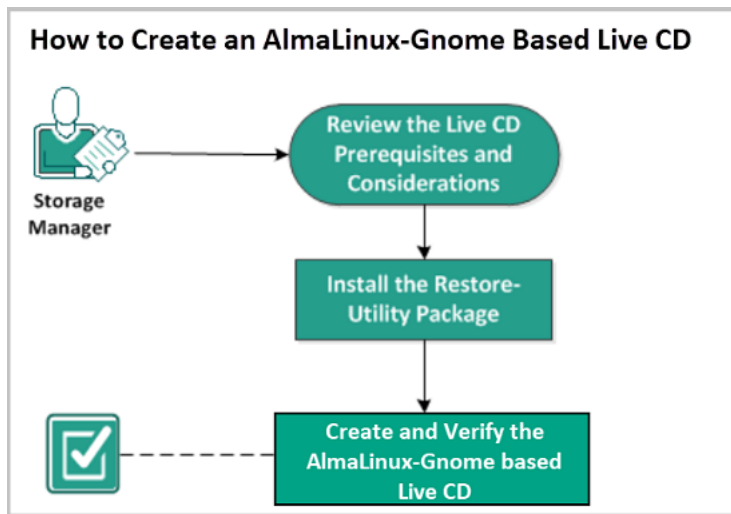 How to Create an AlmaLinux-Gnome Based Live CD
Review the Live CD
Prerequisites and
Considerations
Storage
Manager
Install the Restore-
Utility Package
Create and Verify the
AlmaLinux-Gnome based
Live CD